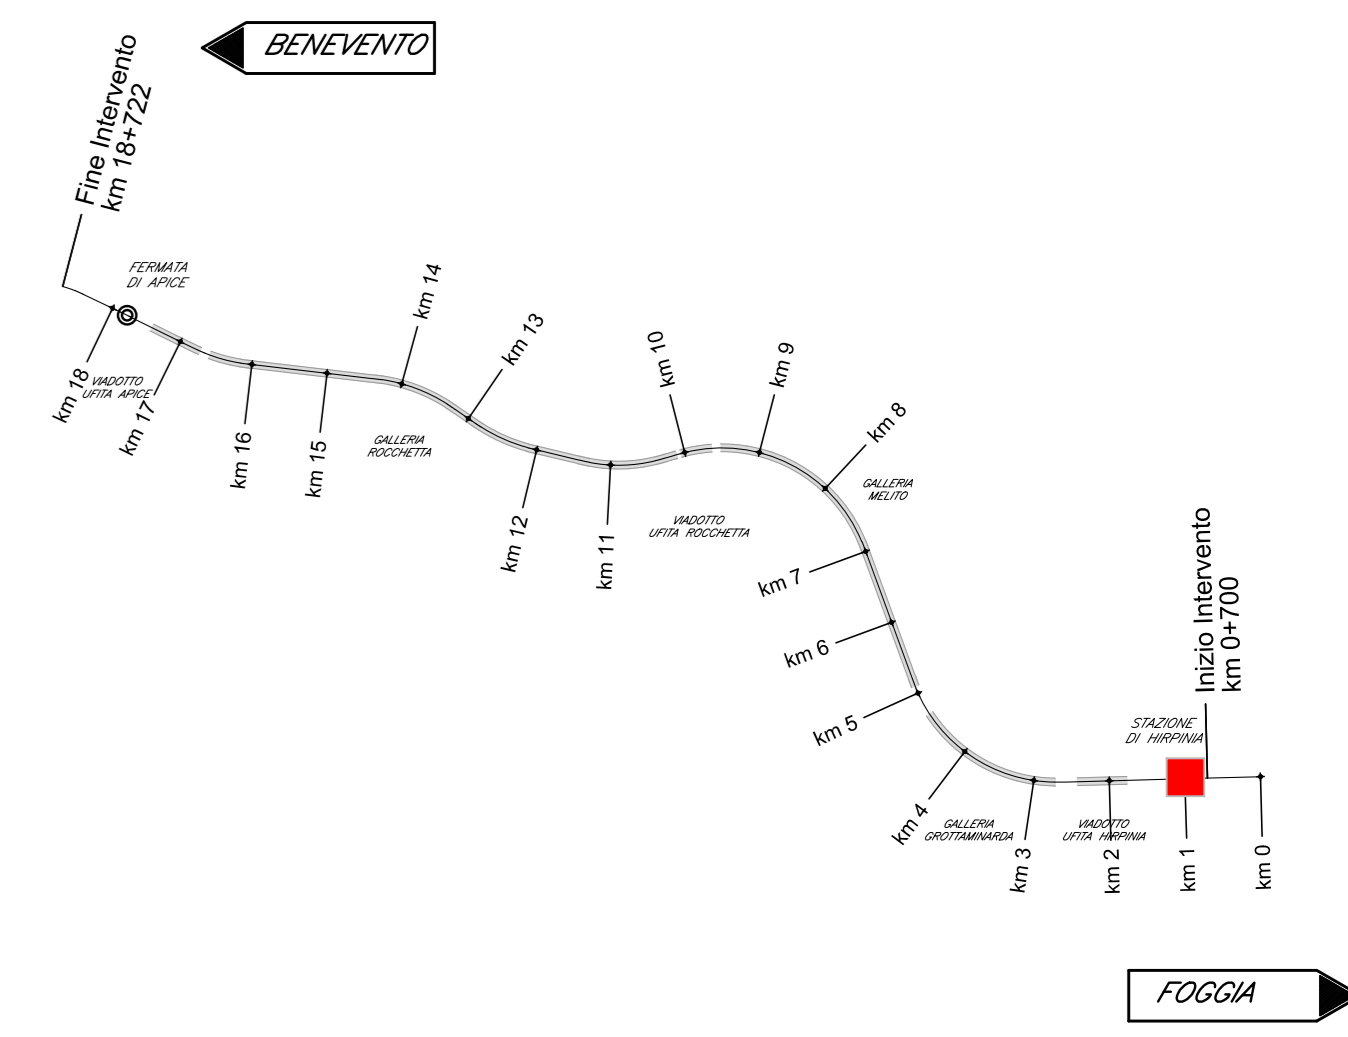 BENEVENTO
Fine Intervento
km 18+722
FERMATA
DI APICE
km 14
km 13
km 10
km 9
km 18
VIADOTTO
UFITA APICE
km 17
km 16
km 15
GALLERIA
ROCCHETTA
km 8
GALLERIA
MELITO
km 12
km 11
VIADOTTO
UFITA ROCCHETTA
km 7
km 6
km 5
Inizio Intervento
km 0+700
STAZIONE
DI HIRPINIA
km 4
GALLERIA
GROTTAMINARDA
km 3
VIADOTTO
UFITA HIRPINIA
km 2
km 1
km 0
FOGGIA